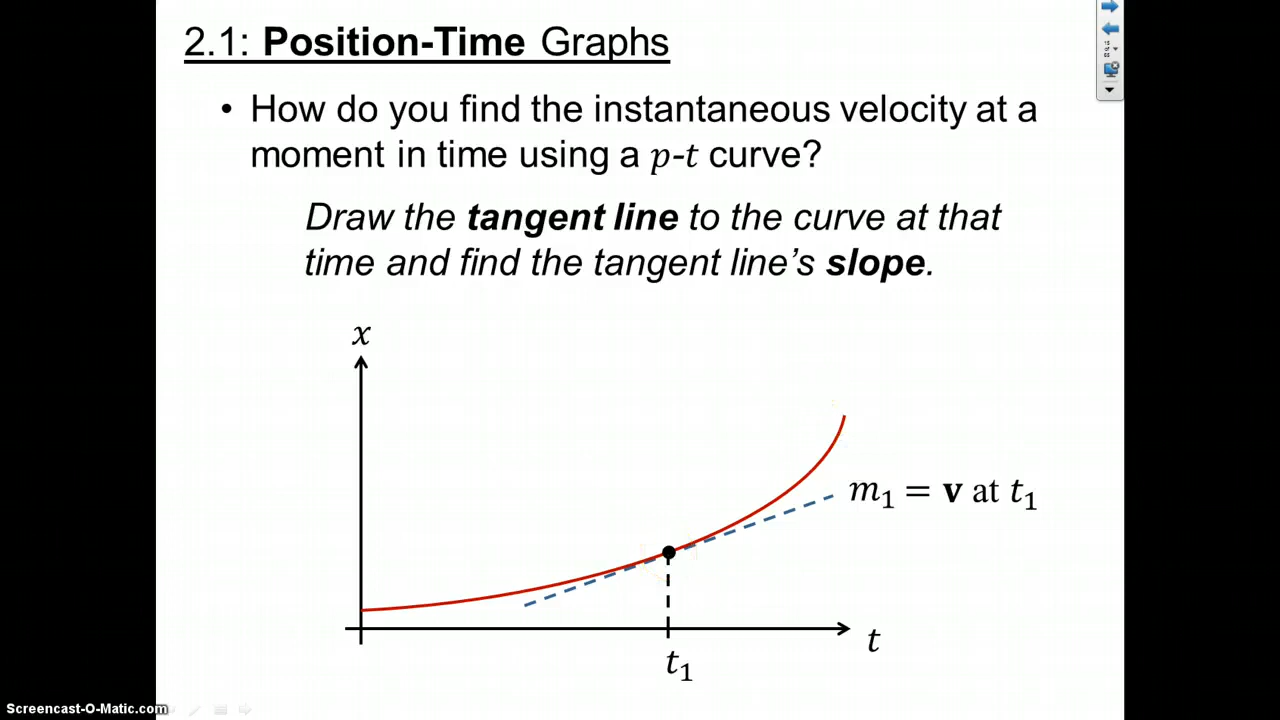 2.1: Position-Time Graphs
• How do you find the instantaneous velocity at a
moment in time using a p-t curve?
Draw the tangent line to the curve at that
time and find the tangent line’s slope.
x
m₁ = v at t₁
t
t₁
Screencast-O-Matic.com